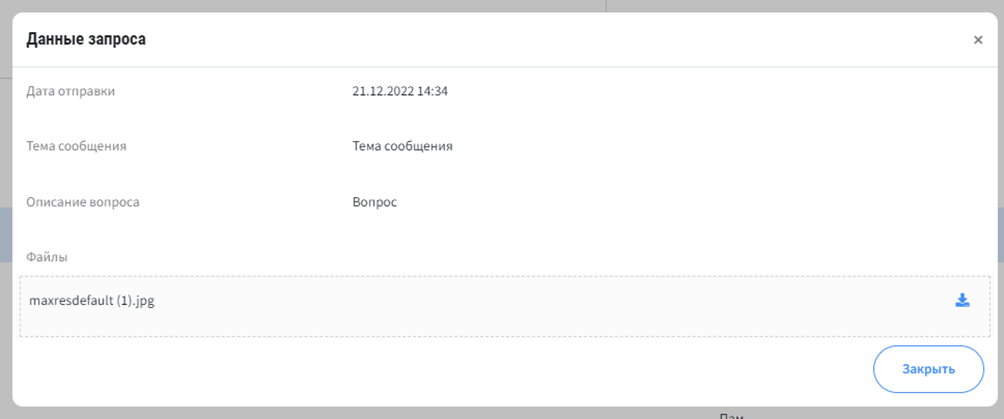 Данные запроса
×
Дата отправки 21.12.2022 14:34
Тема сообщения Тема сообщения
Описание вопроса Вопрос
Файлы
maxresdefault (1).jpg
Закрыть